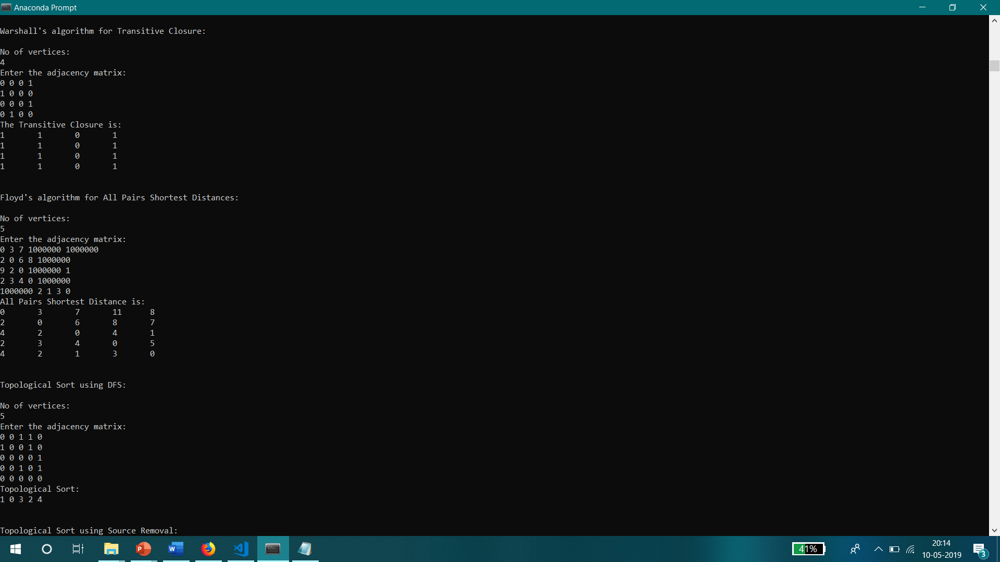 Anaconda Prompt
Warshall's algorithm for Transitive Closure:
No of vertices:
4
Enter the adjacency matrix:
0 0 0 1
1 0 0 0
0 0 0 1
0 1 0 0
The Transitive Closure is:
1 1 0 1
1 1 0 1
1 1 0 1
1 1 0 1
Floyd's algorithm for All Pairs Shortest Distances:
No of vertices:
5
Enter the adjacency matrix:
0 3 7 1000000 1000000
2 0 6 8 1000000
9 2 0 1000000 1
2 3 4 0 1000000
1000000 2 1 3 0
All Pairs Shortest Distance is:
0 3 7 11 8
2 0 6 8 7
4 2 0 4 1
2 3 4 0 5
4 2 1 3 0
Topological Sort using DFS:
No of vertices:
5
Enter the adjacency matrix:
0 0 1 1 0
1 0 0 1 0
0 0 0 0 1
0 0 1 0 1
0 0 0 0 0
Topological Sort:
1 0 3 2 4
Topological Sort using Source Removal:
41%
20:14
10-05-2019
3